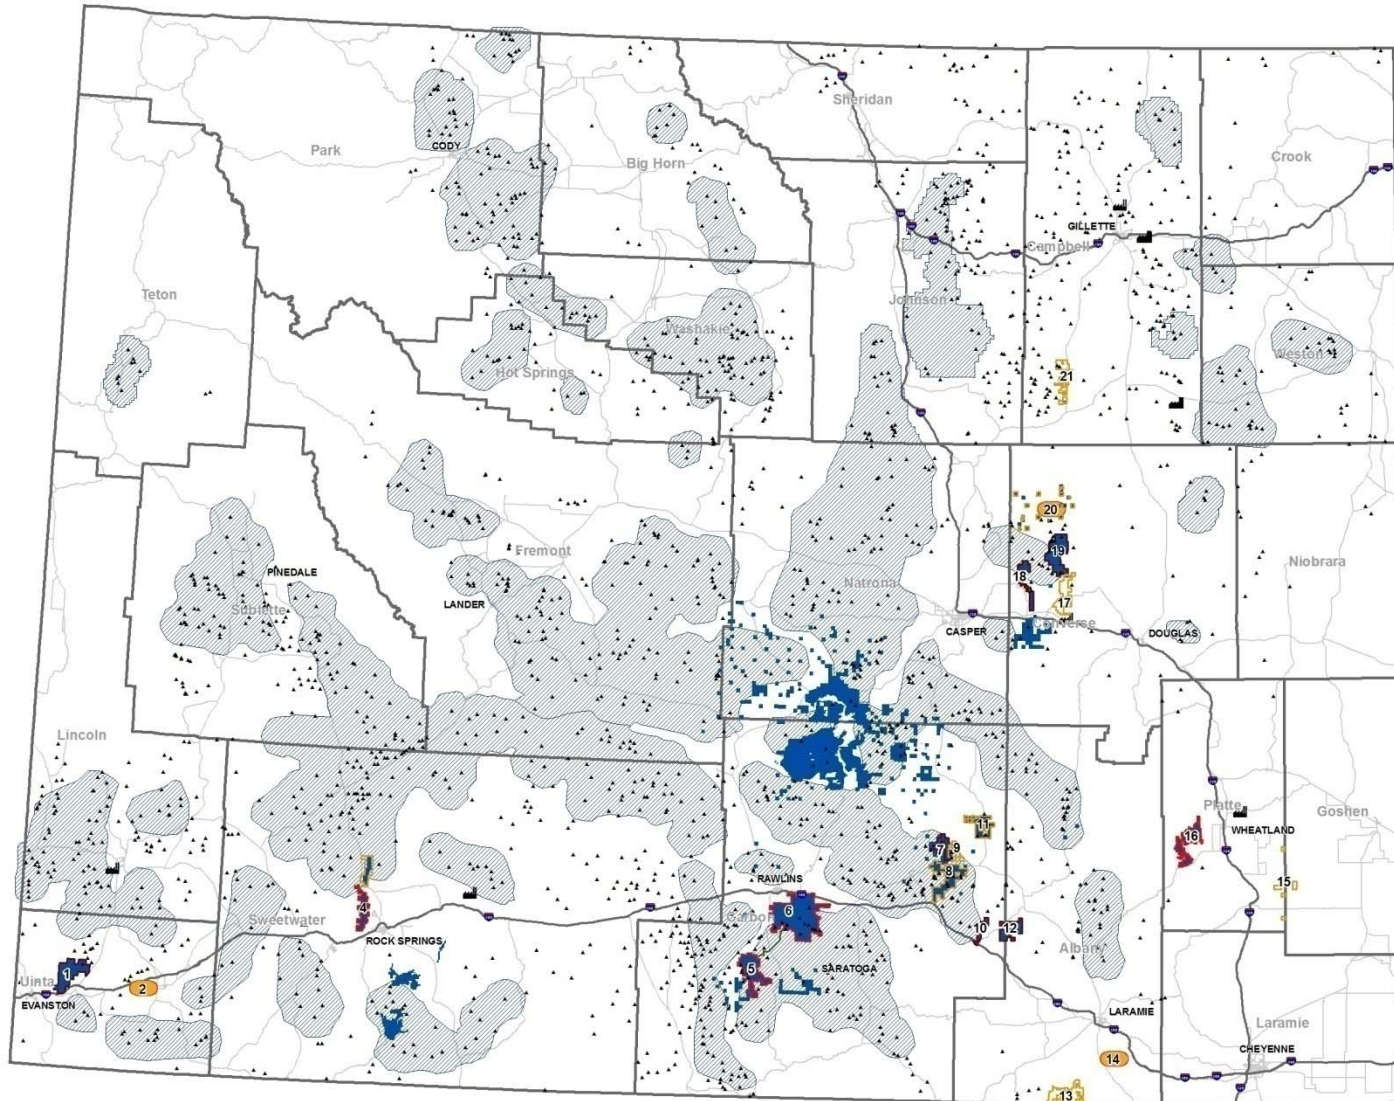 Sheridan
Park
CODY
Big Horn
Crook
GILLETTE
Campbell
Teton
Johnson
Washakie
Weston
Hot Springs
21
20
Fremont
19
PINEDALE
Niobrara
18
Natrona
Sublette
LANDER
17
Converse
CASPER
DOUGLAS
Lincoln
Platte
Goshen
11
WHEATLAND
16
7
9
8
RAWLINS
15
4
6
Carbon
Sweetwater
10
12
ROCK SPRINGS
Albany
5
SARATOGA
1
Uinta
2
EVANSTON
LARAMIE
Laramie
CHEYENNE
14
13